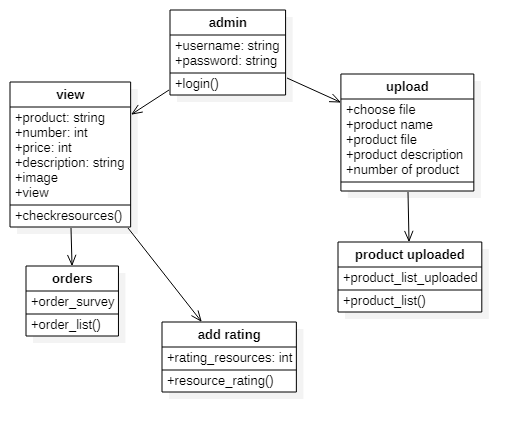 admin
+username: string
+password: string
+login()
view
+product: string
+number: int
+price: int
+description: string
+image
+view
+checkresources()
upload
+choose file
+product name
+product file
+product description
+number of product
orders
+order_survey
+order_list()
product uploaded
+product_list_uploaded
+product_list()
add rating
+rating_resources: int
+resource_rating()